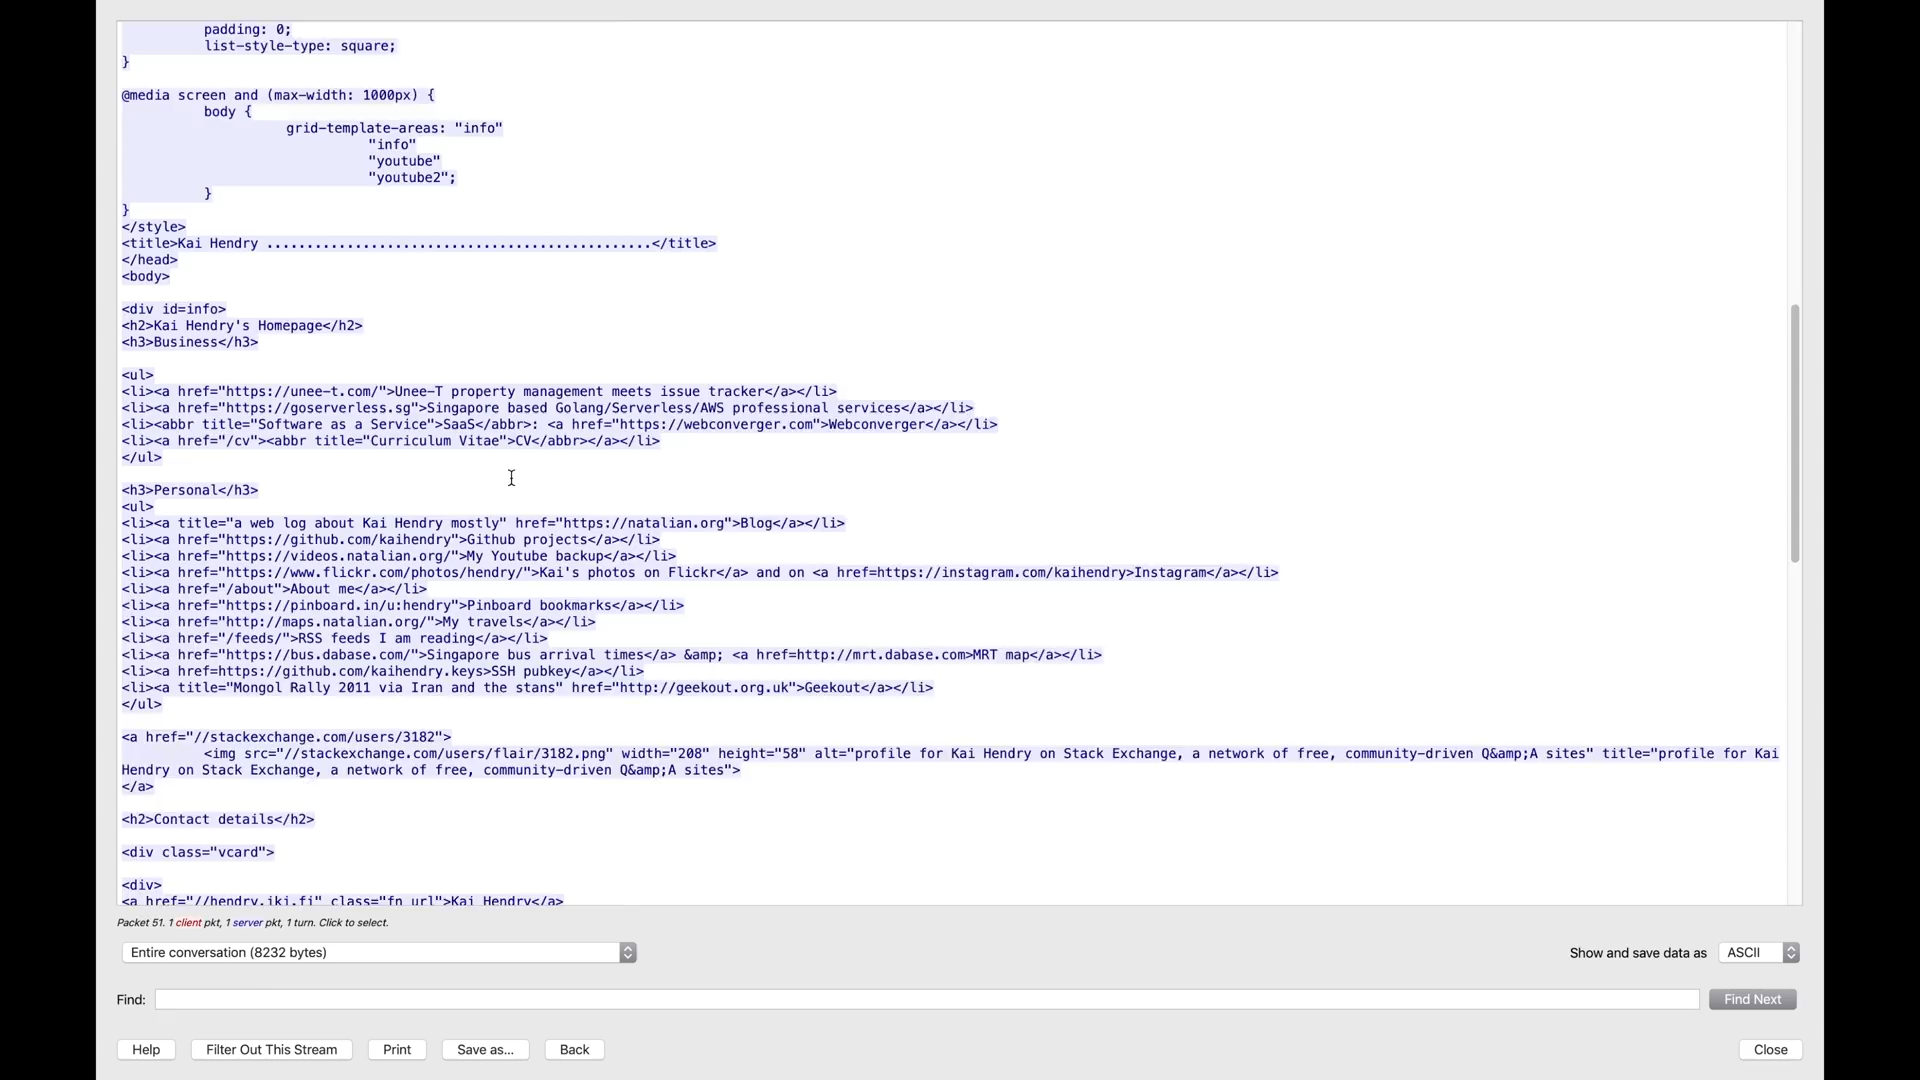 padding: 0;
list-style-type: square;
}
@media screen and (max-width: 1000px) {
body {
grid-template-areas: "info"
"info"
"youtube"
"youtube2";
}
}
</style>
<title>Kai Hendry ................................................</title>
</head>
<body>
<div id=info>
<h2>Kai Hendry's Homepage</h2>
<h3>Business</h3>
<ul>
<li><a href="https://unee-t.com/">Unee-T property management meets issue tracker</a></li>
<li><a href="https://goserverless.sg">Singapore based Golang/Serverless/AWS professional services</a></li>
<li><abbr title="Software as a Service">SaaS</abbr>: <a href="https://webconverger.com">Webconverger</a></li>
<li><a href="/cv"><abbr title="Curriculum Vitae">CV</abbr></a></li>
</ul>
<h3>Personal</h3>
<ul>
<li><a title="a web log about Kai Hendry mostly" href="https://natalian.org">Blog</a></li>
<li><a href="https://github.com/kaihendry">Github projects</a></li>
<li><a href="https://videos.natalian.org/">My Youtube backup</a></li>
<li><a href="https://www.flickr.com/photos/hendry/">Kai's photos on Flickr</a> and on <a href=https://instagram.com/kaihendry>Instagram</a></li>
<li><a href="/about">About me</a></li>
<li><a href="https://pinboard.in/u:hendry">Pinboard bookmarks</a></li>
<li><a href="http://maps.natalian.org/">My travels</a></li>
<li><a href="/feeds/">RSS feeds I am reading</a></li>
<li><a href="https://bus.dabase.com/">Singapore bus arrival times</a> &amp; <a href=http://mrt.dabase.com>MRT map</a></li>
<li><a href=https://github.com/kaihendry.keys>SSH pubkey</a></li>
<li><a title="Mongol Rally 2011 via Iran and the stans" href="http://geekout.org.uk">Geekout</a></li>
</ul>
<a href="//stackexchange.com/users/3182">
<img src="//stackexchange.com/users/flair/3182.png" width="208" height="58" alt="profile for Kai Hendry on Stack Exchange, a network of free, community-driven Q&amp;A sites" title="profile for Kai
Hendry on Stack Exchange, a network of free, community-driven Q&amp;A sites">
</a>
<h2>Contact details</h2>
<div class="vcard">
<div>
<a href="//hendry.iki.fi" class="fn url">Kai Hendry</a>
Packet 51. 1 client pkt, 1 server pkt, 1 turn. Click to select.
Entire conversation (8232 bytes)
Show and save data as ASCII
Find:
Find Next
Help
Filter Out This Stream
Print
Save as...
Back
Close